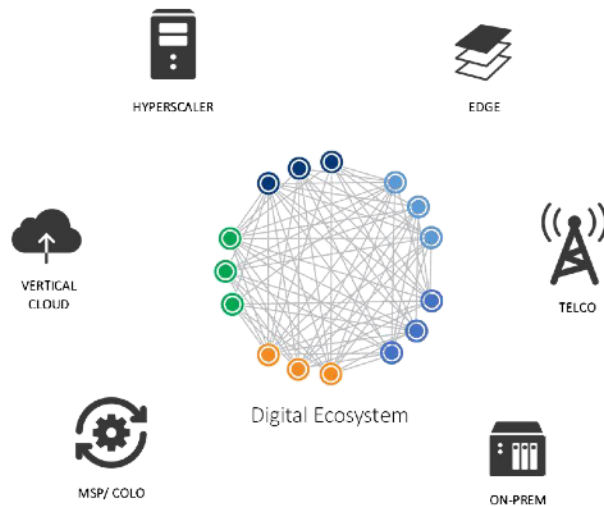 HYPERSCALER
EDGE
VERTICAL
CLOUD
TELCO
Digital Ecosystem
MSP/ COLO
ON-PREM